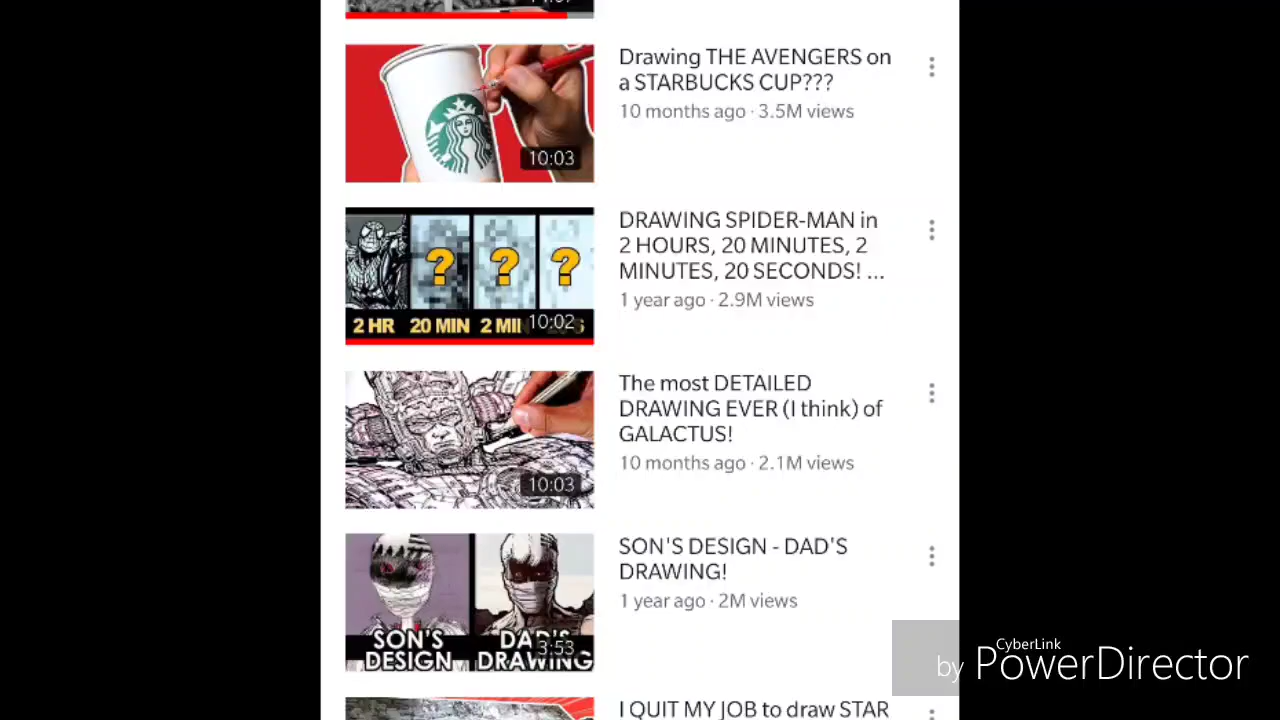 Drawing THE AVENGERS on
a STARBUCKS CUP???
10 months ago · 3.5M views
10:03
DRAWING SPIDER-MAN in
2 HOURS, 20 MINUTES, 2
MINUTES, 20 SECONDS! ...
1 year ago · 2.9M views
? ? ?
2 HR 20 MIN 2 MI
10:02
The most DETAILED
DRAWING EVER (I think) of
GALACTUS!
10 months ago · 2.1M views
10:03
SON'S DESIGN - DAD'S
DRAWING!
1 year ago · 2M views
SON'S
DESIGN
DAD'S
DRAWING
3:53
I QUIT MY JOB to draw STAR
CyberLink
by PowerDirector